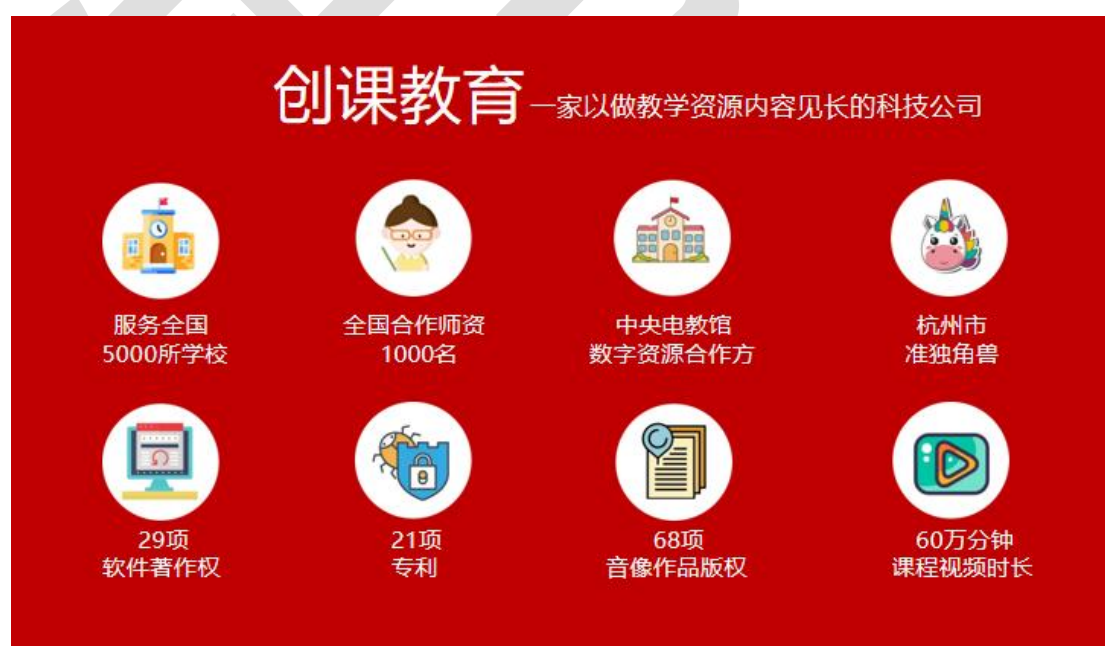 创课教育 一家以做教学资源内容见长的科技公司
服务全国
5000所学校
全国合作师资
1000名
中央电教馆
数字资源合作方
杭州市
准独角兽
29项
软件著作权
21项
专利
68项
音像作品版权
60万分钟
课程视频时长